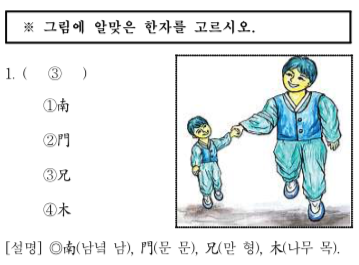 ※ 그림에 알맞은 한자를 고르시오.
1. ( ③ )
①南
②門
③兄
④木
[설명] ◎南(남녘 남), 門(문 문), 兄(맏 형), 木(나무 목).